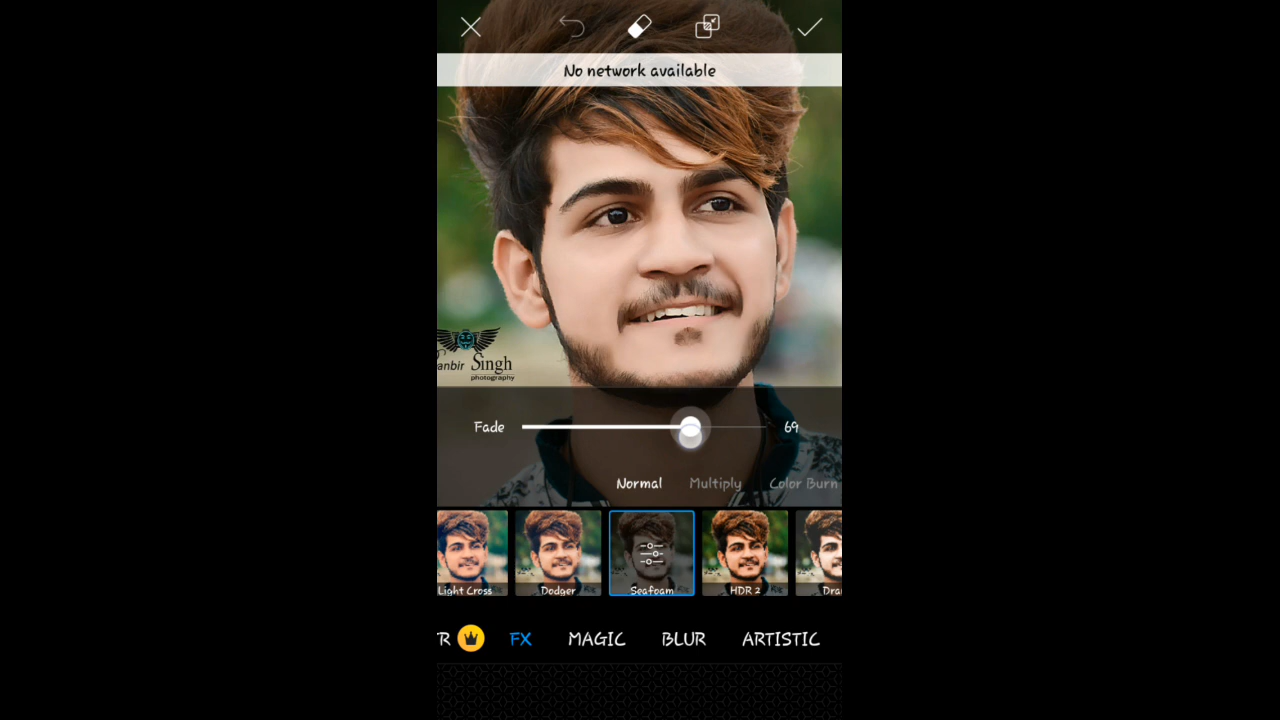 No network available
anbir Singh
photography
Fade 69
Normal Multiply Color Burn
Light Cross Dodger Seafoam HDR 2 Dra
R FX MAGIC BLUR ARTISTIC